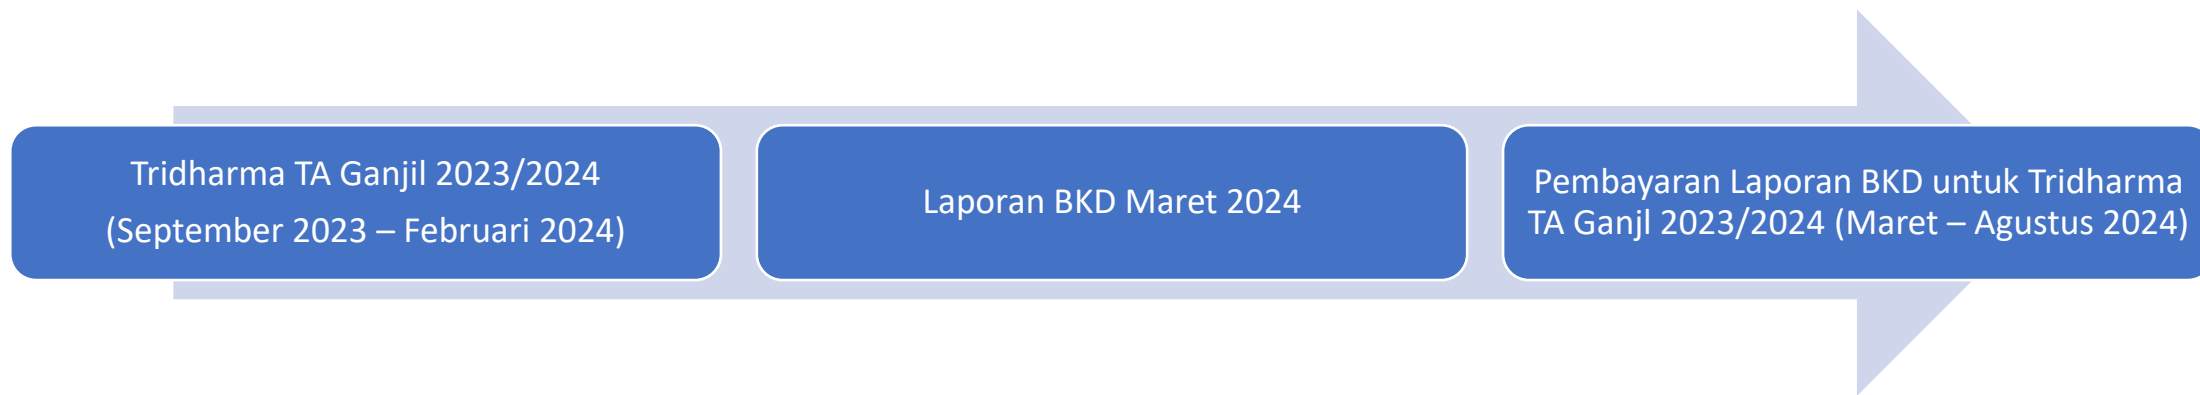 Tridharma TA Ganjil 2023/2024
(September 2023 – Februari 2024)
Laporan BKD Maret 2024
Pembayaran Laporan BKD untuk Tridharma
TA Ganjl 2023/2024 (Maret – Agustus 2024)